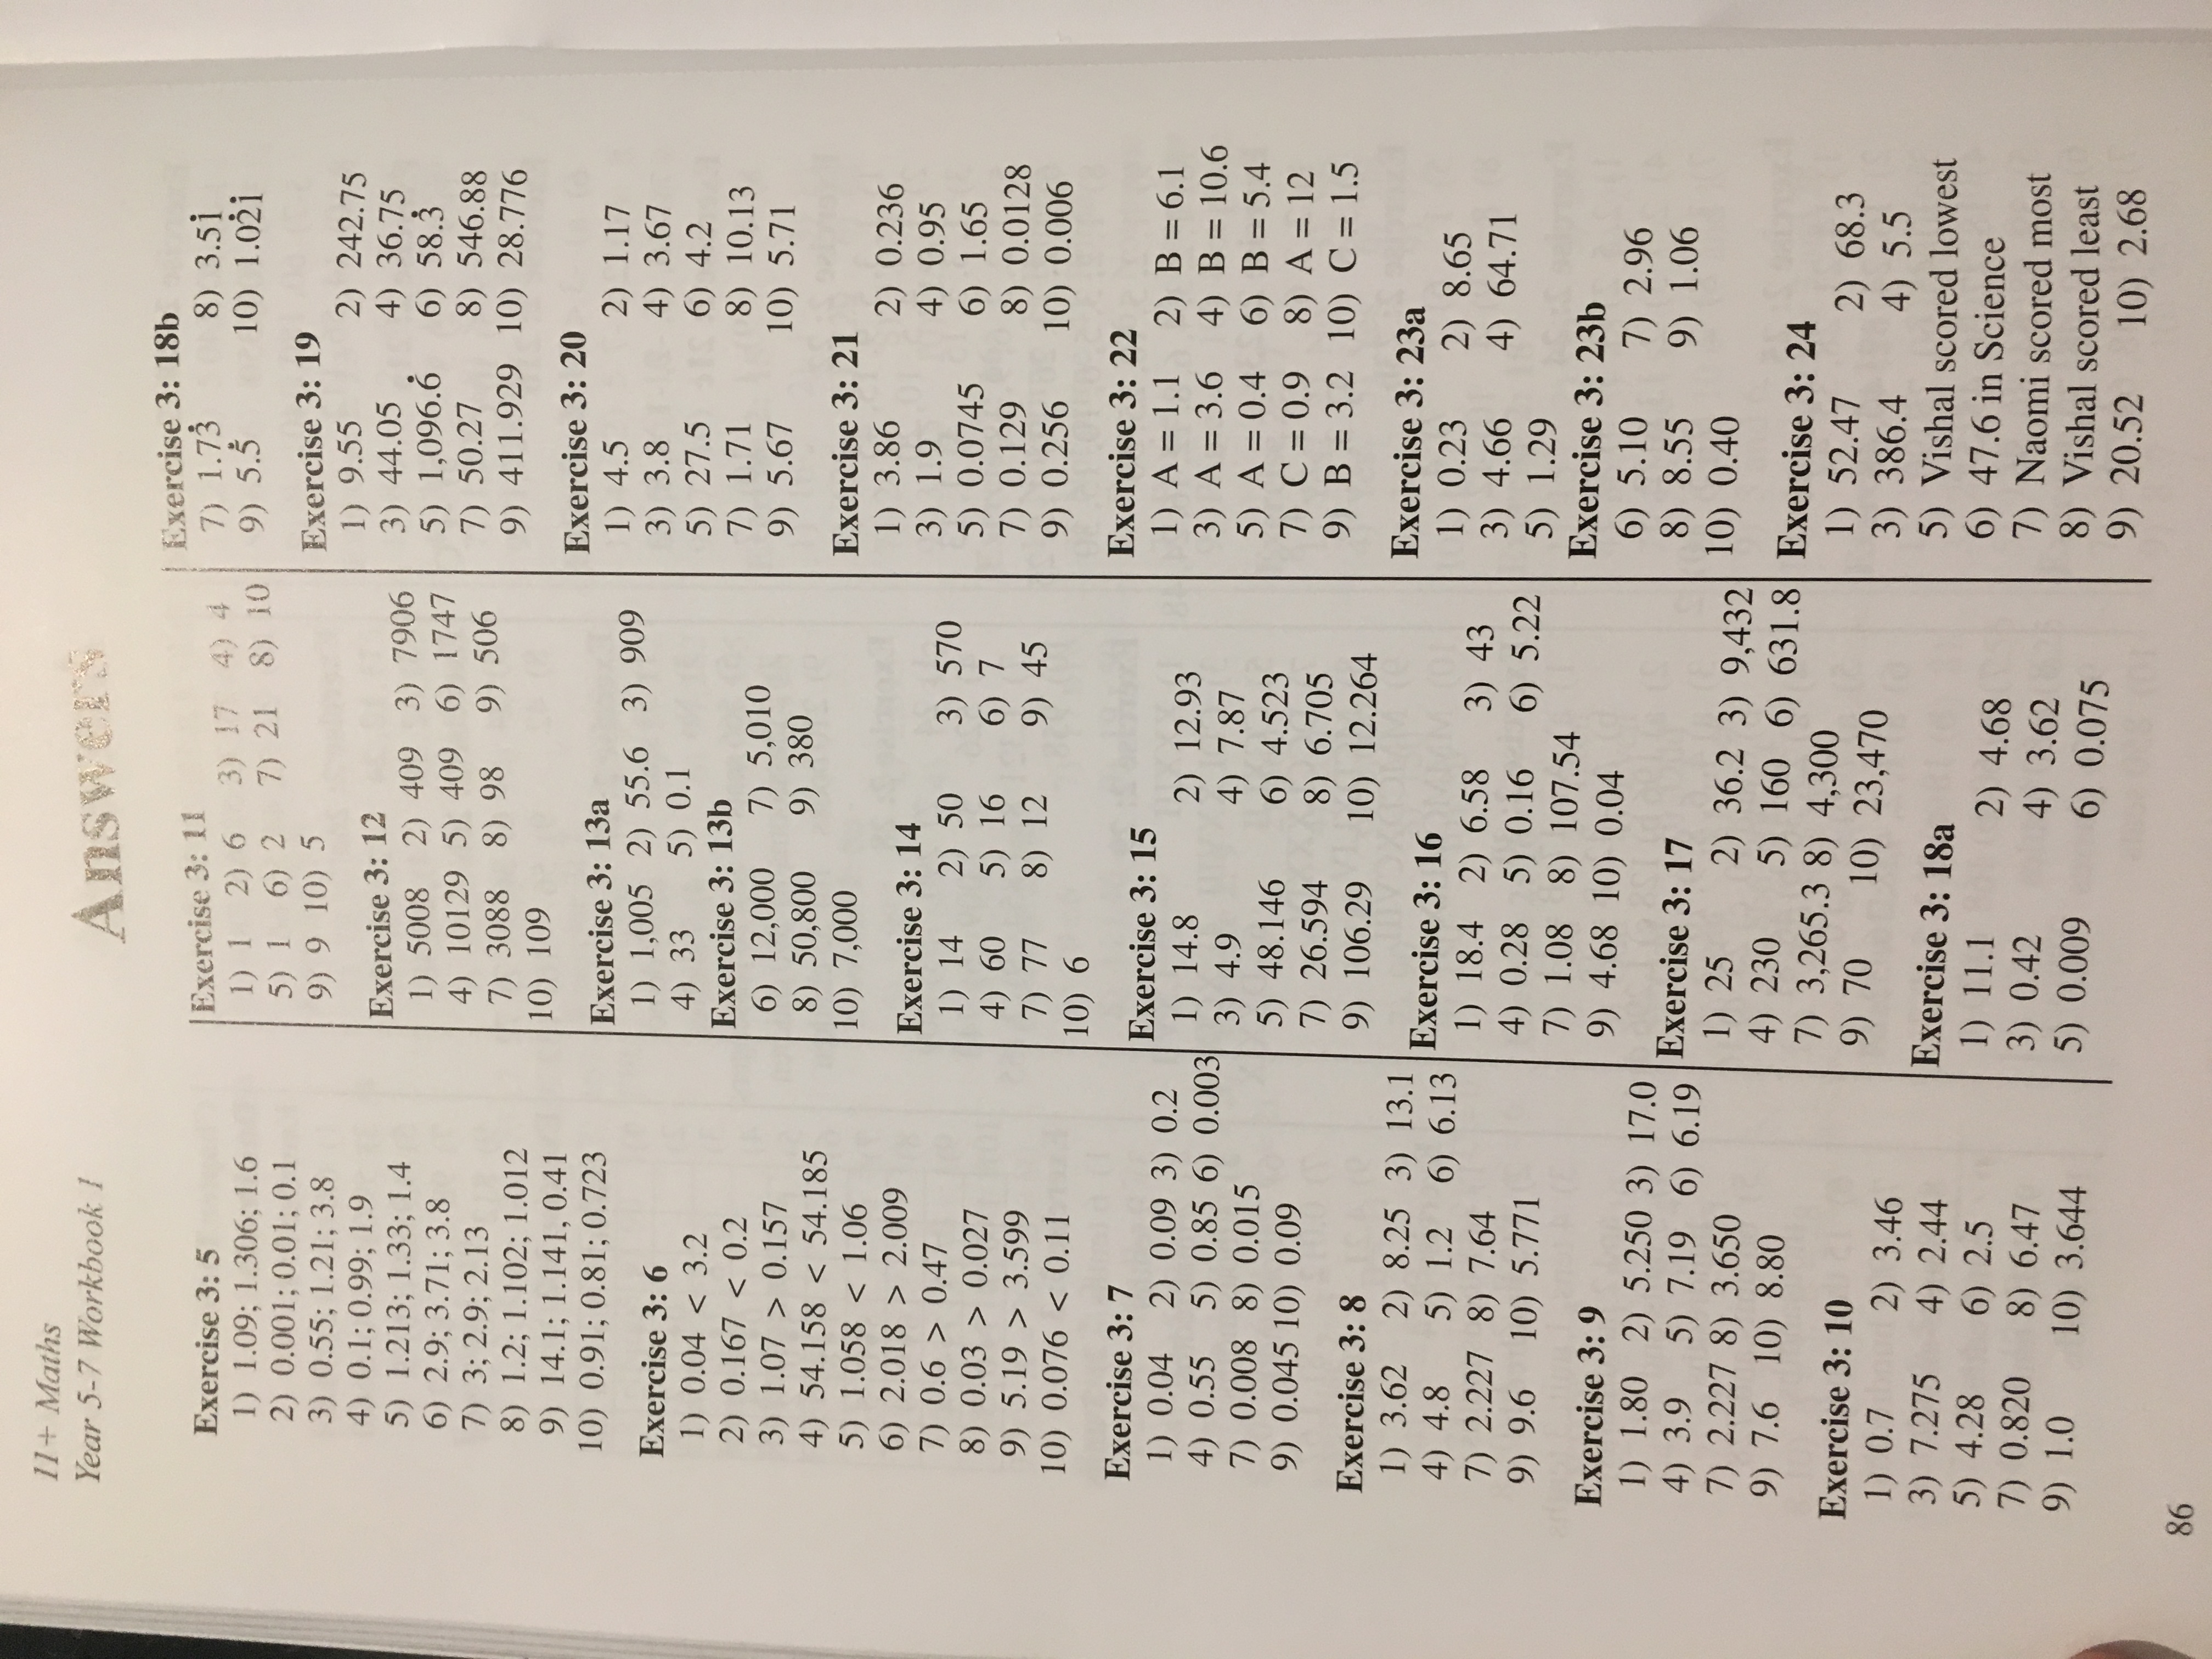 11+ Maths
Year 5-7 Workbook 1
Answers
Exercise 3: 5
1) 1.09; 1.306; 1.6
2) 0.001; 0.01; 0.1
3) 0.55; 1.21; 3.8
4) 0.1; 0.99; 1.9
5) 1.213; 1.33; 1.4
6) 2.9; 3.71; 3.8
7) 3; 2.9; 2.13
8) 1.2; 1.102; 1.012
9) 14.1; 1.141, 0.41
10) 0.91; 0.81; 0.723
Exercise 3: 6
1) 0.04 < 3.2
2) 0.167 < 0.2
3) 1.07 > 0.157
4) 54.158 < 54.185
5) 1.058 < 1.06
6) 2.018 > 2.009
7) 0.6 > 0.47
8) 0.03 > 0.027
9) 5.19 > 3.599
10) 0.076 < 0.11
Exercise 3: 7
1) 0.04 2) 0.09 3) 0.2
4) 0.55 5) 0.85 6) 0.003
7) 0.008 8) 0.015
9) 0.045 10) 0.09
Exercise 3: 8
1) 3.62 2) 8.25 3) 13.1
4) 4.8 5) 1.2 6) 6.13
7) 2.227 8) 7.64
9) 9.6 10) 5.771
Exercise 3: 9
1) 1.80 2) 5.250 3) 17.0
4) 3.9 5) 7.19 6) 6.19
7) 2.227 8) 3.650
9) 7.6 10) 8.80
Exercise 3: 10
1) 0.7 2) 3.46
3) 7.275 4) 2.44
5) 4.28 6) 2.5
7) 0.820 8) 6.47
9) 1.0 10) 3.644
86
Exercise 3: 11
1) 1 2) 6 3) 17 4) 4
5) 1 6) 2 7) 21 8) 10
9) 9 10) 5
Exercise 3: 12
1) 5008 2) 409 3) 7906
4) 10129 5) 409 6) 1747
7) 3088 8) 98 9) 506
10) 109
Exercise 3: 13a
1) 1,005 2) 55.6 3) 909
4) 33 5) 0.1
Exercise 3: 13b
6) 12,000 7) 5,010
8) 50,800 9) 380
10) 7,000
Exercise 3: 14
1) 14 2) 50 3) 570
4) 60 5) 16 6) 7
7) 77 8) 12 9) 45
10) 6
Exercise 3: 15
1) 14.8 2) 12.93
3) 4.9 4) 7.87
5) 48.146 6) 4.523
7) 26.594 8) 6.705
9) 106.29 10) 12.264
Exercise 3: 16
1) 18.4 2) 6.58 3) 43
4) 0.28 5) 0.16 6) 5.22
7) 1.08 8) 107.54
9) 4.68 10) 0.04
Exercise 3: 17
1) 25 2) 36.2 3) 9,432
4) 230 5) 160 6) 631.8
7) 3,265.3 8) 4,300
9) 70 10) 23,470
Exercise 3: 18a
1) 11.1 2) 4.68
3) 0.42 4) 3.62
5) 0.009 6) 0.075
Exercise 3: 18b
7) 1.73̇ 8) 3.51̇
9) 5.5̇ 10) 1.02̇1̇
Exercise 3: 19
1) 9.55 2) 242.75
3) 44.05 4) 36.75
5) 1,096.6̇ 6) 58.3̇
7) 50.27 8) 546.88
9) 411.929 10) 28.776
Exercise 3: 20
1) 4.5 2) 1.17
3) 3.8 4) 3.67
5) 27.5 6) 4.2
7) 1.71 8) 10.13
9) 5.67 10) 5.71
Exercise 3: 21
1) 3.86 2) 0.236
3) 1.9 4) 0.95
5) 0.0745 6) 1.65
7) 0.129 8) 0.0128
9) 0.256 10) 0.006
Exercise 3: 22
1) A = 1.1 2) B = 6.1
3) A = 3.6 4) B = 10.6
5) A = 0.4 6) B = 5.4
7) C = 0.9 8) A = 12
9) B = 3.2 10) C = 1.5
Exercise 3: 23a
1) 0.23 2) 8.65
3) 4.66 4) 64.71
5) 1.29
Exercise 3: 23b
6) 5.10 7) 2.96
8) 8.55 9) 1.06
10) 0.40
Exercise 3: 24
1) 52.47 2) 68.3
3) 386.4 4) 5.5
5) Vishal scored lowest
6) 47.6 in Science
7) Naomi scored most
8) Vishal scored least
9) 20.52 10) 2.68